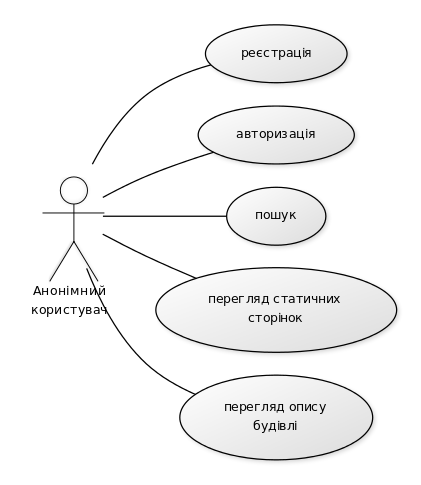 реєстрація
авторизація
пошук
Анонімний
користувач
перегляд статичних
сторінок
перегляд опису
будівлі